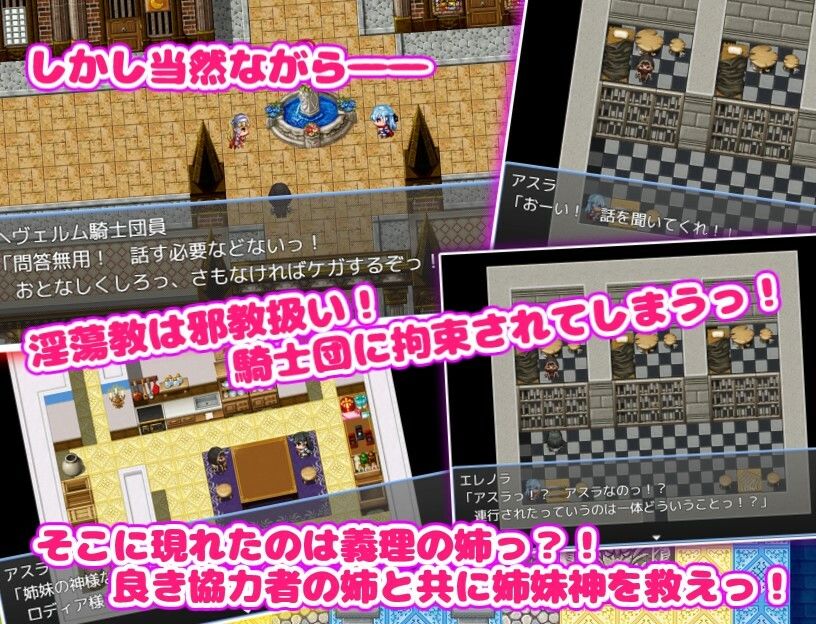 しかし当然ながら――
ヘヴェルム騎士団員
「問答無用！　話す必要などないっ！
おとなしくしろっ、さもなければケガするぞっ！
アスラ
「おーい！　話を聞いてくれ！」
淫蕩教は邪教扱い！
騎士団に拘束されてしまうっ！
エレノラ
「アスラっ！？　アスラなのっ！？
連行されたっていうのは一体どういうことっ！？」
そこに現れたのは義理の姉っ？！
良き協力者の姉と共に姉妹神を救えっ！
アスラ
「姉妹の神様だ
ロディア様